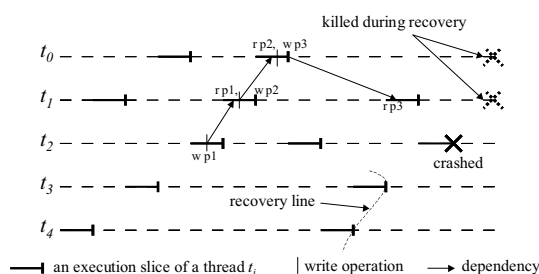 killed during recovery
t0
r p2, w p3
t1
r p1, w p2
r p3
t2
w p1
crashed
t3
recovery line
t4
an execution slice of a thread ti
write operation
dependency